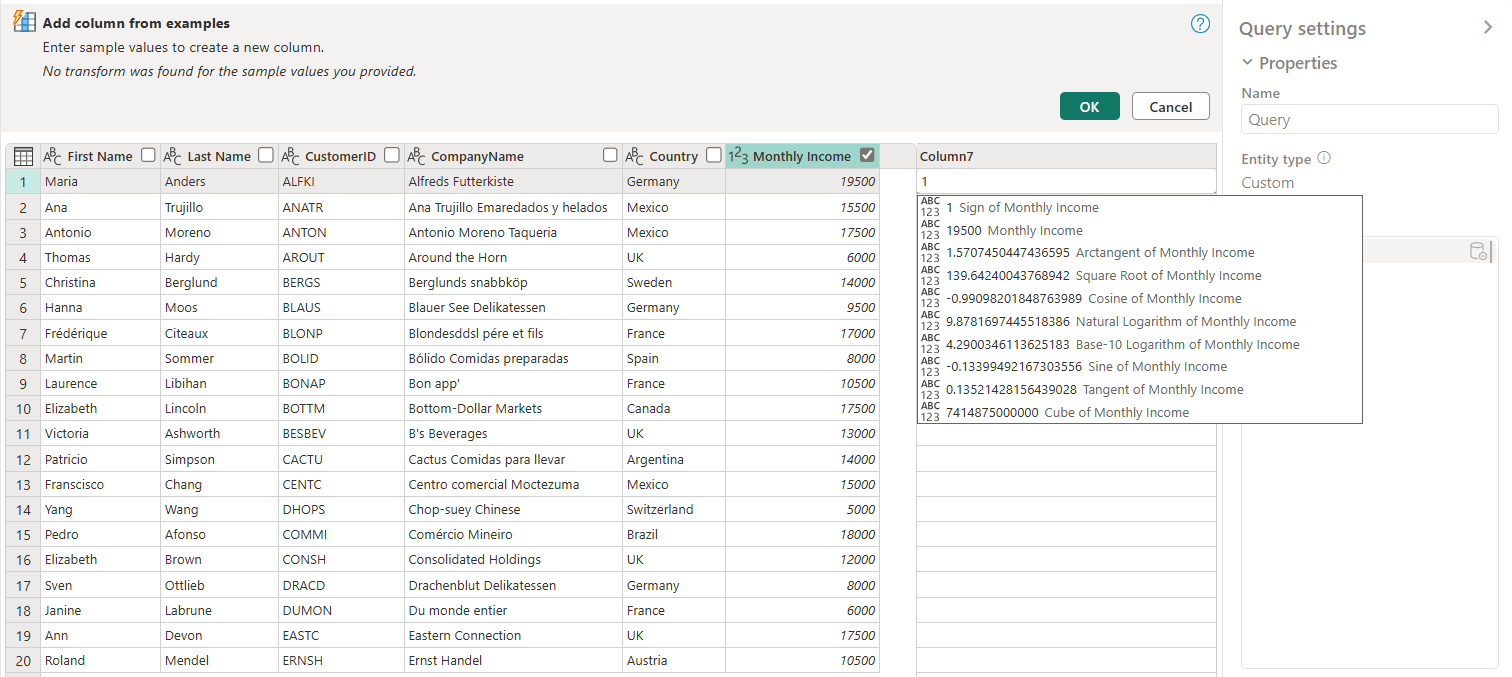 Add column from examples
Enter sample values to create a new column.
No transform was found for the sample values you provided.
OK Cancel
Query settings
Properties
Name
Query
Entity type
Custom
ABC First Name ABC Last Name ABC CustomerID ABC CompanyName ABC Country 123 Monthly Income Column7
1 Maria Anders ALFKI Alfreds Futterkiste Germany 19500 1
2 Ana Trujillo ANATR Ana Trujillo Emaredados y helados Mexico 15500
3 Antonio Moreno ANTON Antonio Moreno Taqueria Mexico 17500
4 Thomas Hardy AROUT Around the Horn UK 6000
5 Christina Berglund BERGS Berglunds snabbköp Sweden 14000
6 Hanna Moos BLAUS Blauer See Delikatessen Germany 9500
7 Frédérique Citeaux BLONP Blondesddsl pére et fils France 17000
8 Martin Sommer BOLID Bólido Comidas preparadas Spain 8000
9 Laurence Libihan BONAP Bon app' France 10500
10 Elizabeth Lincoln BOTTM Bottom-Dollar Markets Canada 17500
11 Victoria Ashworth BESBEV B's Beverages UK 13000
12 Patricio Simpson CACTU Cactus Comidas para llevar Argentina 14000
13 Franscisco Chang CENTC Centro comercial Moctezuma Mexico 15000
14 Yang Wang DHOPS Chop-suey Chinese Switzerland 5000
15 Pedro Afonso COMMI Comércio Mineiro Brazil 18000
16 Elizabeth Brown CONSH Consolidated Holdings UK 12000
17 Sven Ottlieb DRACD Drachenblut Delikatessen Germany 8000
18 Janine Labrune DUMON Du monde entier France 6000
19 Ann Devon EASTC Eastern Connection UK 17500
20 Roland Mendel ERNSH Ernst Handel Austria 10500
ABC 123 1 Sign of Monthly Income
ABC 123 19500 Monthly Income
ABC 123 1.5707450447436595 Arctangent of Monthly Income
ABC 123 139.64240043768942 Square Root of Monthly Income
ABC 123 -0.99098201848763989 Cosine of Monthly Income
ABC 123 9.8781697445518386 Natural Logarithm of Monthly Income
ABC 123 4.2900346113625183 Base-10 Logarithm of Monthly Income
ABC 123 -0.13399492167303556 Sine of Monthly Income
ABC 123 0.13521428156439028 Tangent of Monthly Income
ABC 123 7414875000000 Cube of Monthly Income